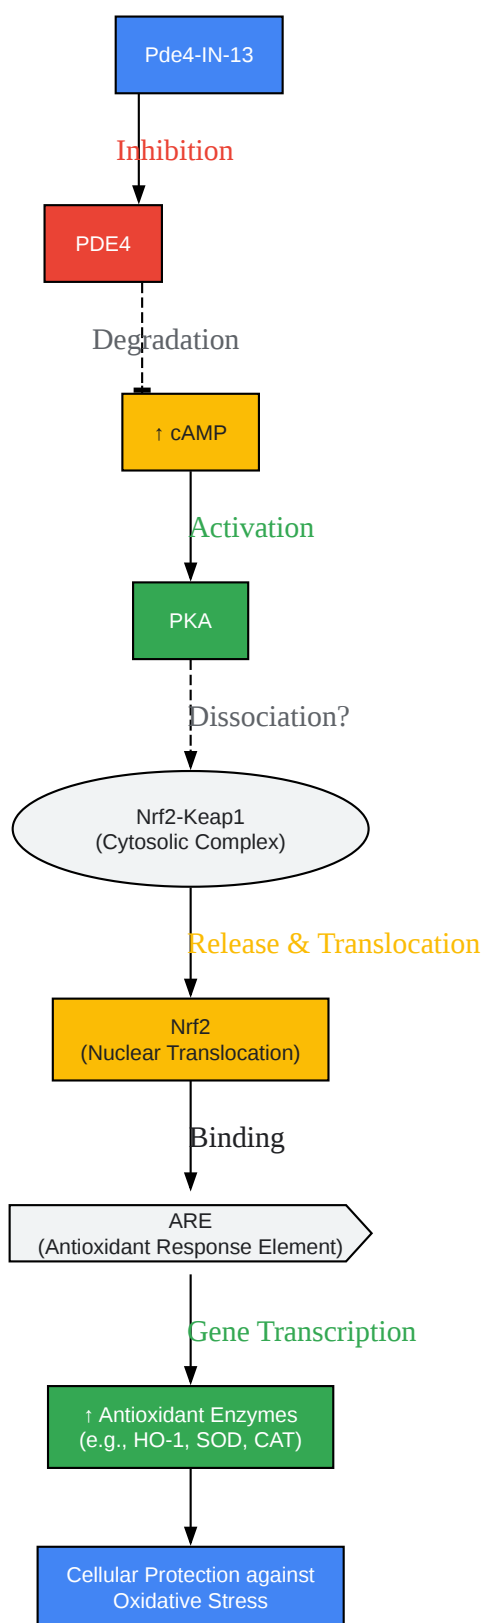 Pde4-IN-13
Inhibition
PDE4
Degradation
↑ cAMP
Activation
PKA
Dissociation?
Nrf2-Keap1
(Cytosolic Complex)
Release & Translocation
Nrf2
(Nuclear Translocation)
Binding
ARE
(Antioxidant Response Element)
Gene Transcription
↑ Antioxidant Enzymes
(e.g., HO-1, SOD, CAT)
Cellular Protection against
Oxidative Stress